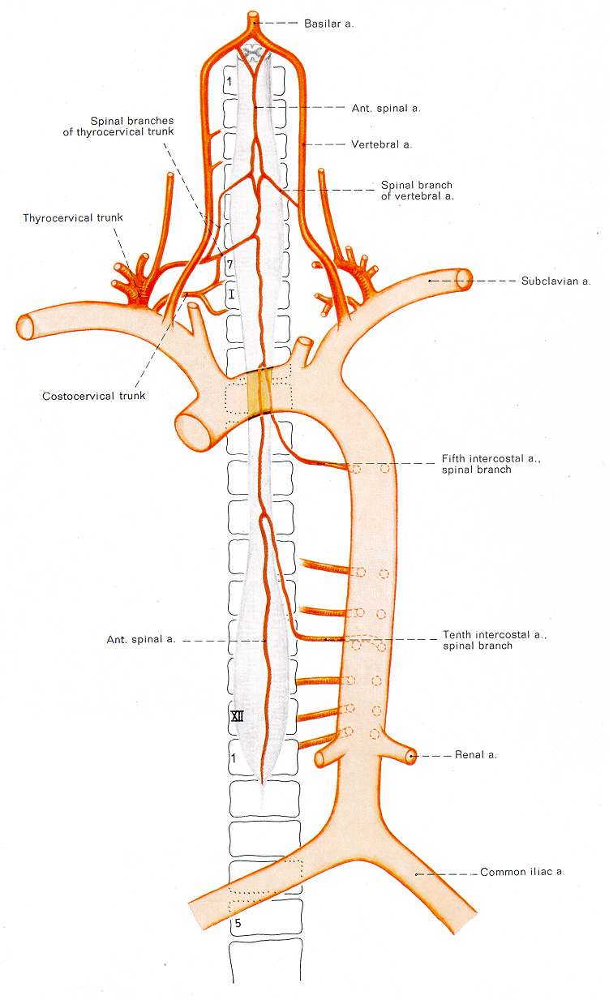 Basilar a.
1
Ant. spinal a.
Spinal branches
of thyrocervical trunk
Vertebral a.
Spinal branch
of vertebral a.
Thyrocervical trunk
7
Subclavian a.
I
Costocervical trunk
Fifth intercostal a.,
spinal branch
Ant. spinal a.
Tenth intercostal a.,
spinal branch
XII
1
Renal a.
Common iliac a.
5